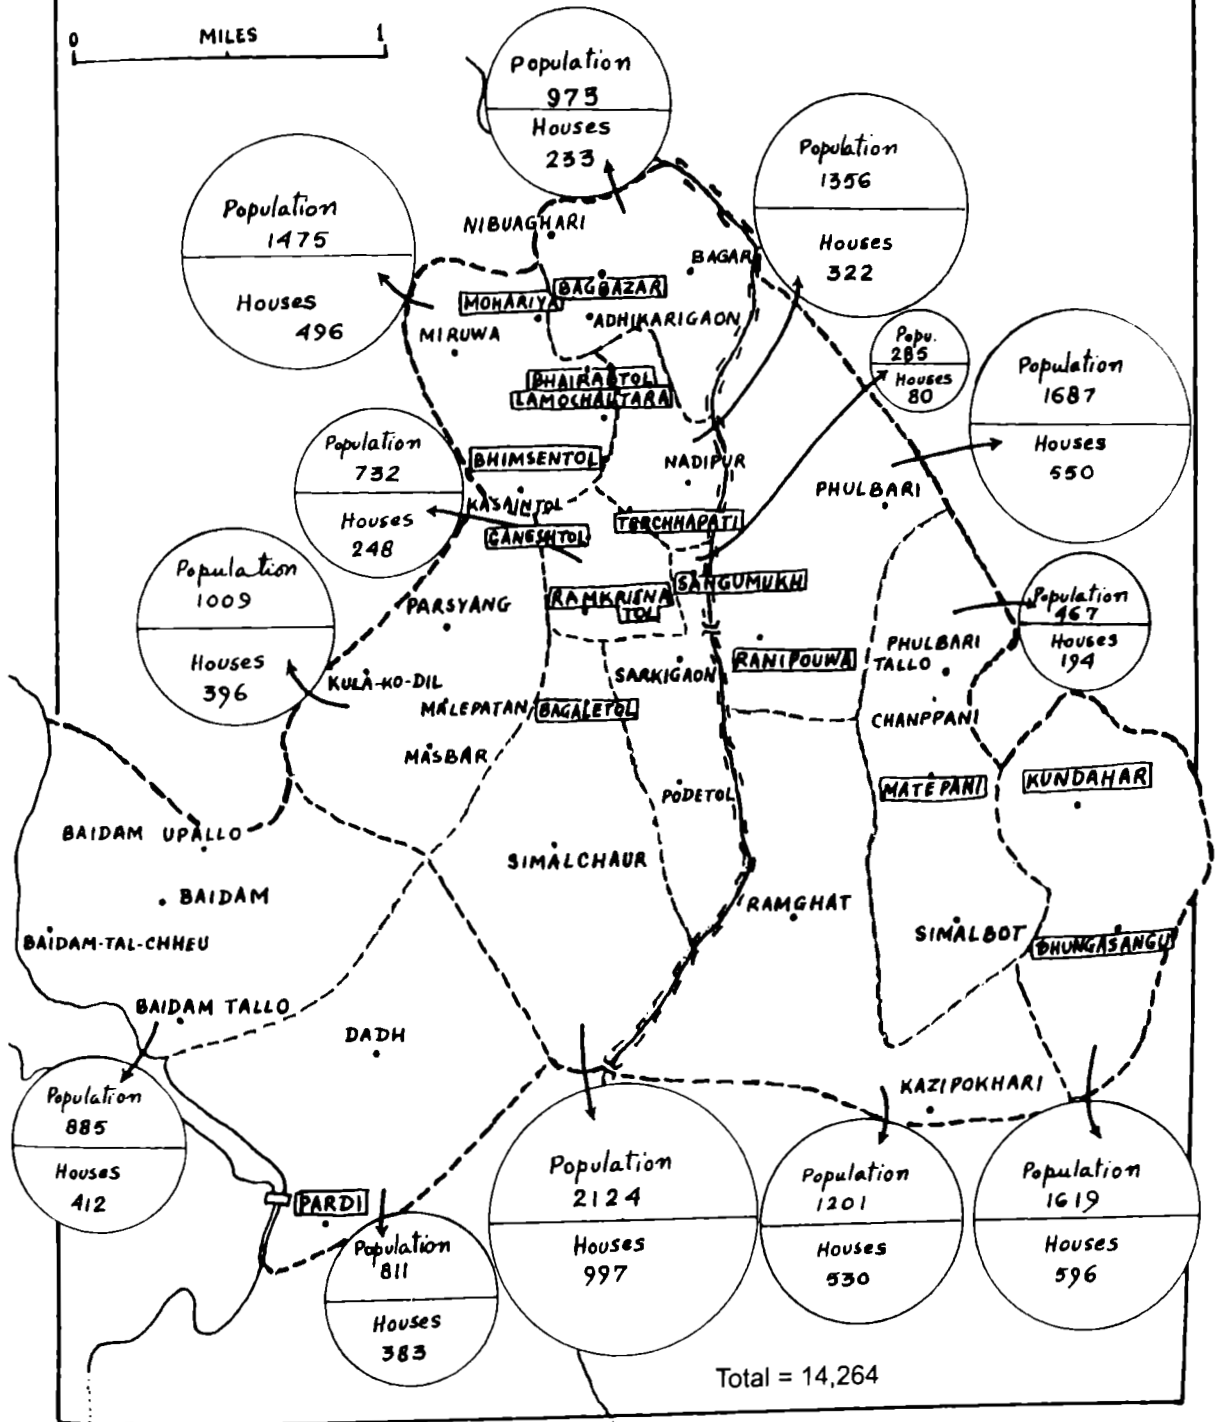 0 MILES 1
Population
975
Houses
233
Population
1356
Houses
322
Population
1475
Houses
496
NIBUAGHARI
BAGAR
BAGBAZAR
MOHARIYA
ADHIKARIGAON
MIRUWA
Popu.
285
Houses
80
Population
1687
Houses
550
BHAIRABTOL
LAMOCHAUTARA
Population
732
Houses
248
BHIMSENTOL
NADIPUR
PHULBARI
KASAINTOL
TERCHHAPATI
GANESHTOL
Population
1009
Houses
396
SANGUMUKH
RAMKRISNA
TOL
PARSYANG
Population
467
Houses
194
PHULBARI
TALLO
RANIPOUWA
SARKIGAON
KULA-KO-DIL
MALEPATAN
BAGALETOL
CHANPPANI
MASBAR
MATEPANI
KUNDAHAR
PODETOL
BAIDAM UPALLO
SIMALCHAUR
BAIDAM
RAMGHAT
BAIDAM-TAL-CHHEU
SIMALBOT
DHUNGASANGU
BAIDAM TALLO
DADH
KAZIPOKHARI
Population
885
Houses
412
PARDI
Population
811
Houses
383
Population
2124
Houses
997
Population
1201
Houses
530
Population
1619
Houses
596
Total = 14,264